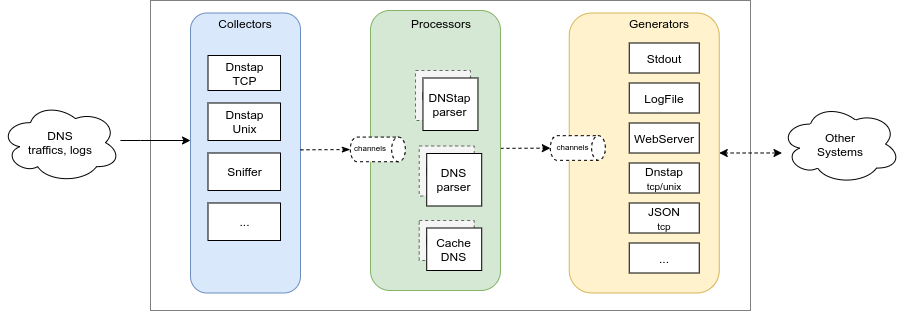 Collectors
Processors
Generators
DNS
traffics, logs
Dnstap
TCP
Dnstap
Unix
Sniffer
...
channels
DNStap
parser
DNS
parser
Cache
DNS
channels
Stdout
LogFile
WebServer
Dnstap
tcp/unix
JSON
tcp
...
Other
Systems